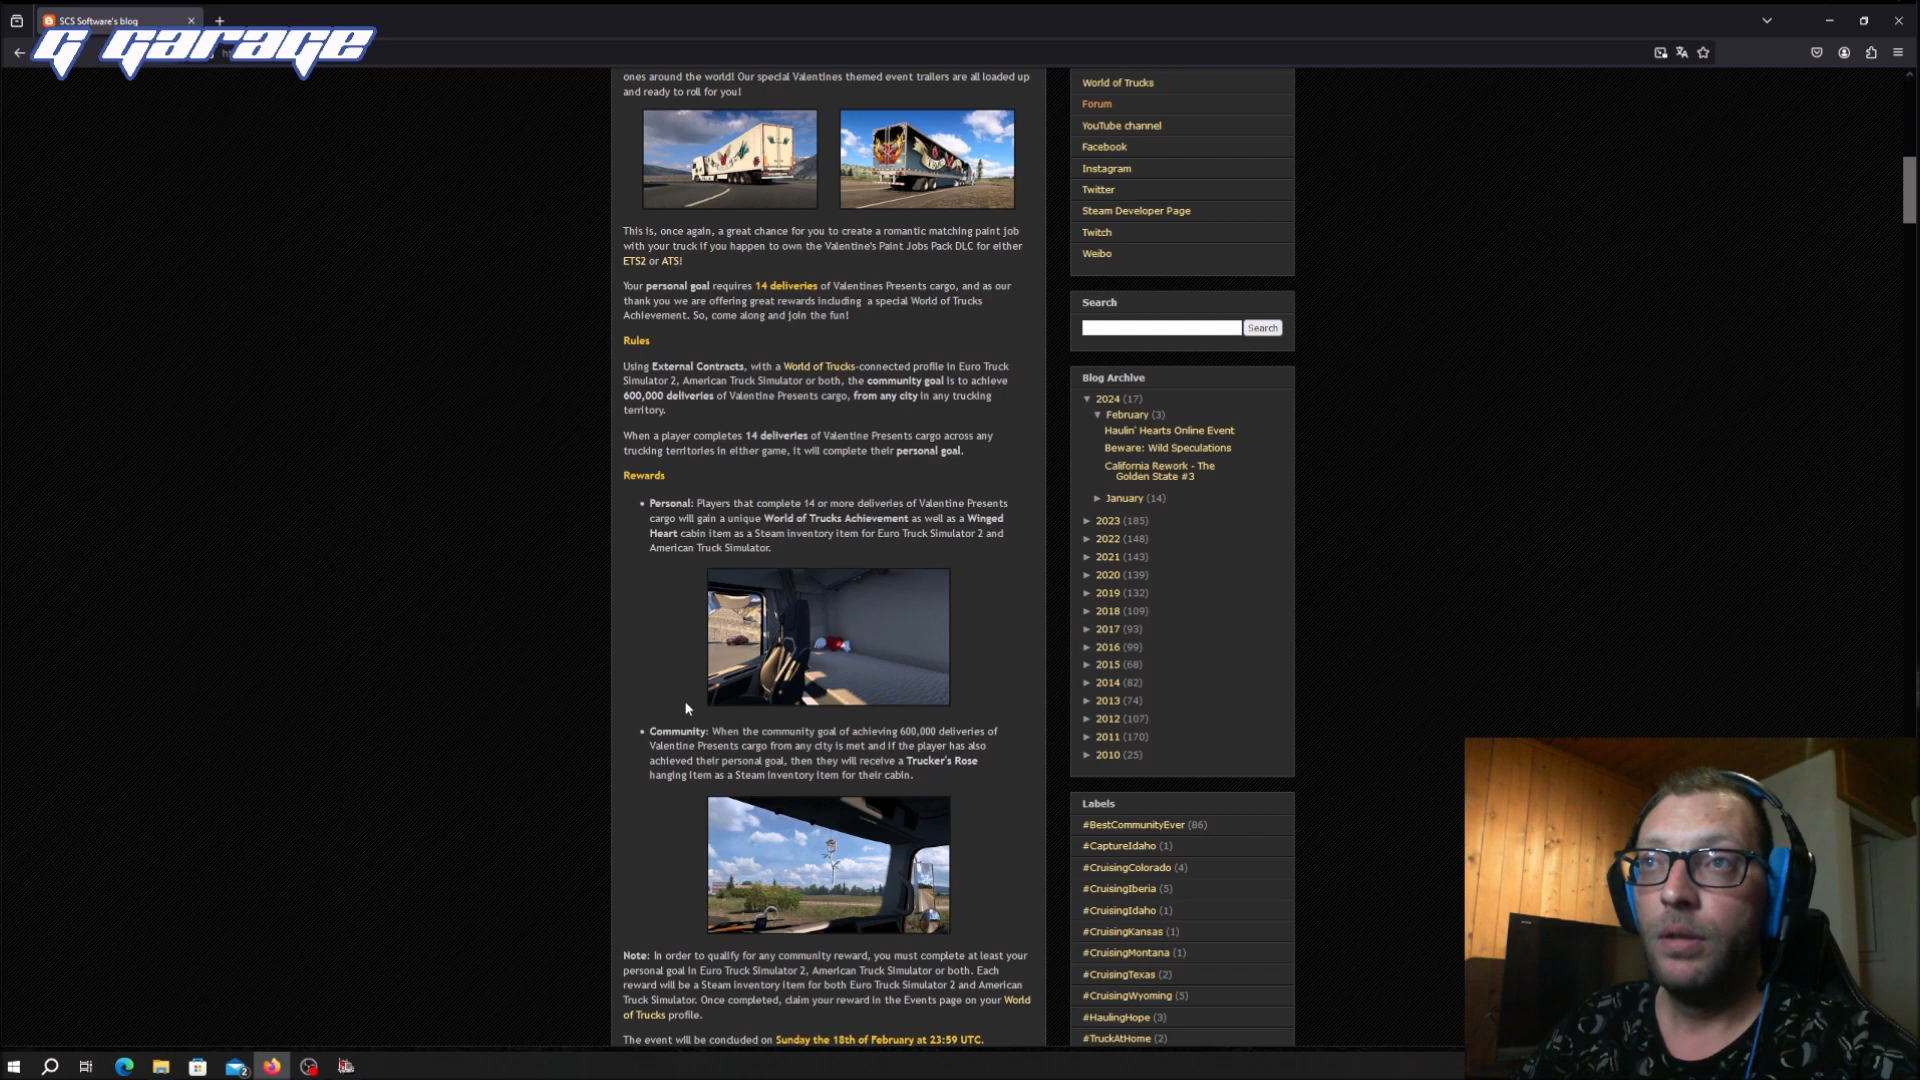 SCS Software's blog
G GARAGE
ones around the world! Our special Valentines themed event trailers are all loaded up
and ready to roll for you!
This is, once again, a great chance for you to create a romantic matching paint job
with your truck if you happen to own the Valentine's Paint Jobs Pack DLC for either
ETS2 or ATS!
Your personal goal requires 14 deliveries of Valentines Presents cargo, and as our
thank you we are offering great rewards including a special World of Trucks
Achievement. So, come along and join the fun!
Rules
Using External Contracts, with a World of Trucks-connected profile in Euro Truck
Simulator 2, American Truck Simulator or both, the community goal is to achieve
600,000 deliveries of Valentine Presents cargo, from any city in any trucking
territory.
When a player completes 14 deliveries of Valentine Presents cargo across any
trucking territories in either game, it will complete their personal goal.
Rewards
• Personal: Players that complete 14 or more deliveries of Valentine Presents
cargo will gain a unique World of Trucks Achievement as well as a Winged
Heart cabin item as a Steam inventory item for Euro Truck Simulator 2 and
American Truck Simulator.
• Community: When the community goal of achieving 600,000 deliveries of
Valentine Presents cargo from any city is met and if the player has also
achieved their personal goal, then they will receive a Trucker's Rose
hanging item as a Steam Inventory item for their cabin.
Note: In order to qualify for any community reward, you must complete at least your
personal goal in Euro Truck Simulator 2, American Truck Simulator or both. Each
reward will be a Steam inventory item for both Euro Truck Simulator 2 and American
Truck Simulator. Once completed, claim your reward in the Events page on your World
of Trucks profile.
The event will be concluded on Sunday the 18th of February at 23:59 UTC.
World of Trucks
Forum
YouTube channel
Facebook
Instagram
Twitter
Steam Developer Page
Twitch
Weibo
Search
Search
Blog Archive
▼ 2024 (17)
▼ February (3)
Haulin' Hearts Online Event
Beware: Wild Speculations
California Rework - The
Golden State #3
► January (14)
► 2023 (185)
► 2022 (148)
► 2021 (143)
► 2020 (139)
► 2019 (132)
► 2018 (109)
► 2017 (93)
► 2016 (99)
► 2015 (68)
► 2014 (82)
► 2013 (74)
► 2012 (107)
► 2011 (170)
► 2010 (25)
Labels
#BestCommunityEver (86)
#CaptureIdaho (1)
#CruisingColorado (4)
#CruisingIberia (5)
#CruisingIdaho (1)
#CruisingKansas (1)
#CruisingMontana (1)
#CruisingTexas (2)
#CruisingWyoming (5)
#HaulingHope (3)
#TruckAtHome (2)
2